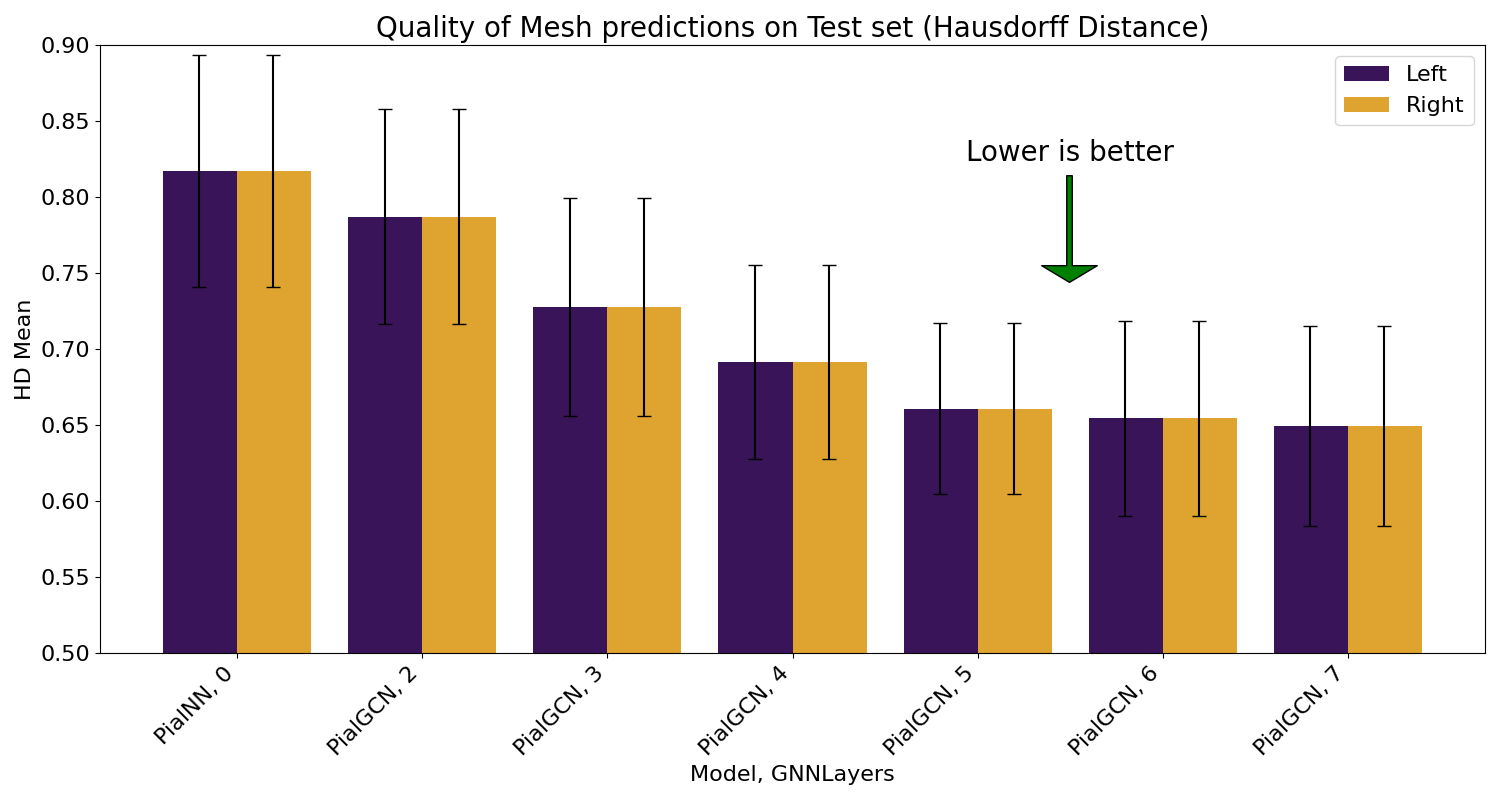 Quality of Mesh predictions on Test set (Hausdorff Distance)
0.90
0.85
0.80
0.75
0.70
0.65
0.60
0.55
0.50
HD Mean
Left
Right
Lower is better
PialNN, 0
PialGCN, 2
PialGCN, 3
PialGCN, 4
PialGCN, 5
PialGCN, 6
PialGCN, 7
Model, GNNLayers